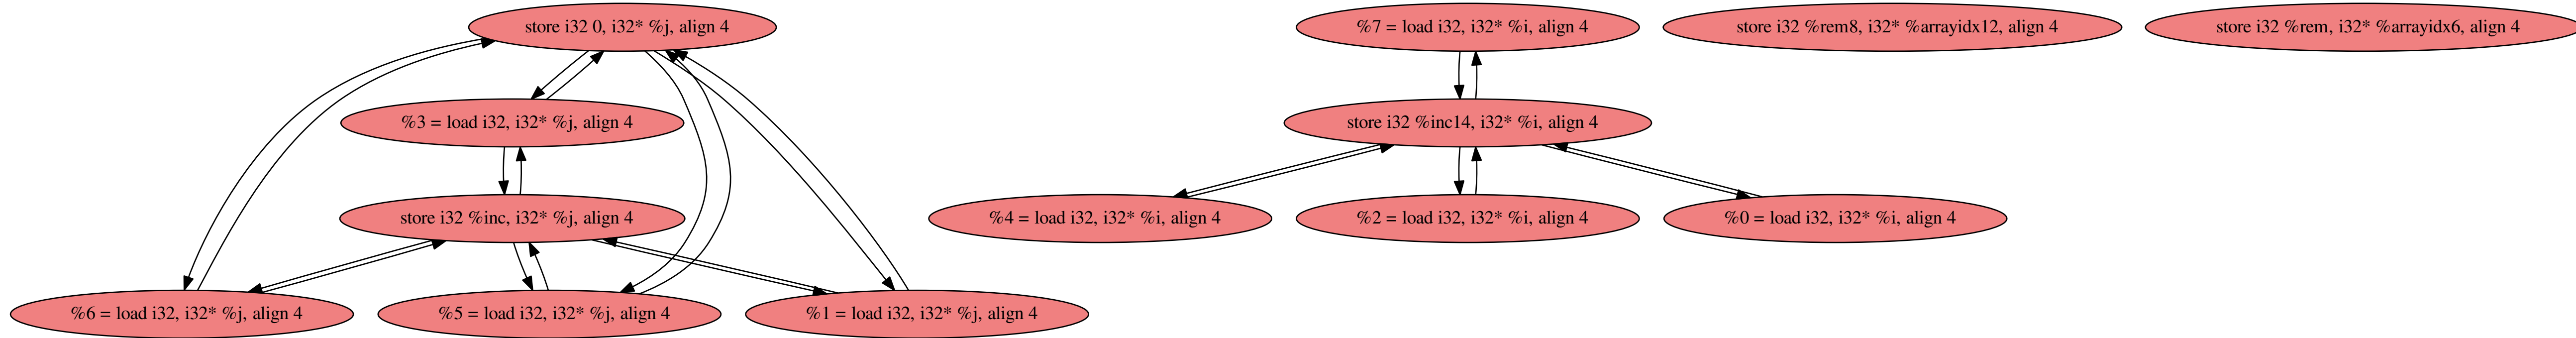 store i32 0, i32* %j, align 4
%7 = load i32, i32* %i, align 4
store i32 %rem8, i32* %arrayidx12, align 4
store i32 %rem, i32* %arrayidx6, align 4
%3 = load i32, i32* %j, align 4
store i32 %inc14, i32* %i, align 4
store i32 %inc, i32* %j, align 4
%4 = load i32, i32* %i, align 4
%2 = load i32, i32* %i, align 4
%0 = load i32, i32* %i, align 4
%6 = load i32, i32* %j, align 4
%5 = load i32, i32* %j, align 4
%1 = load i32, i32* %j, align 4